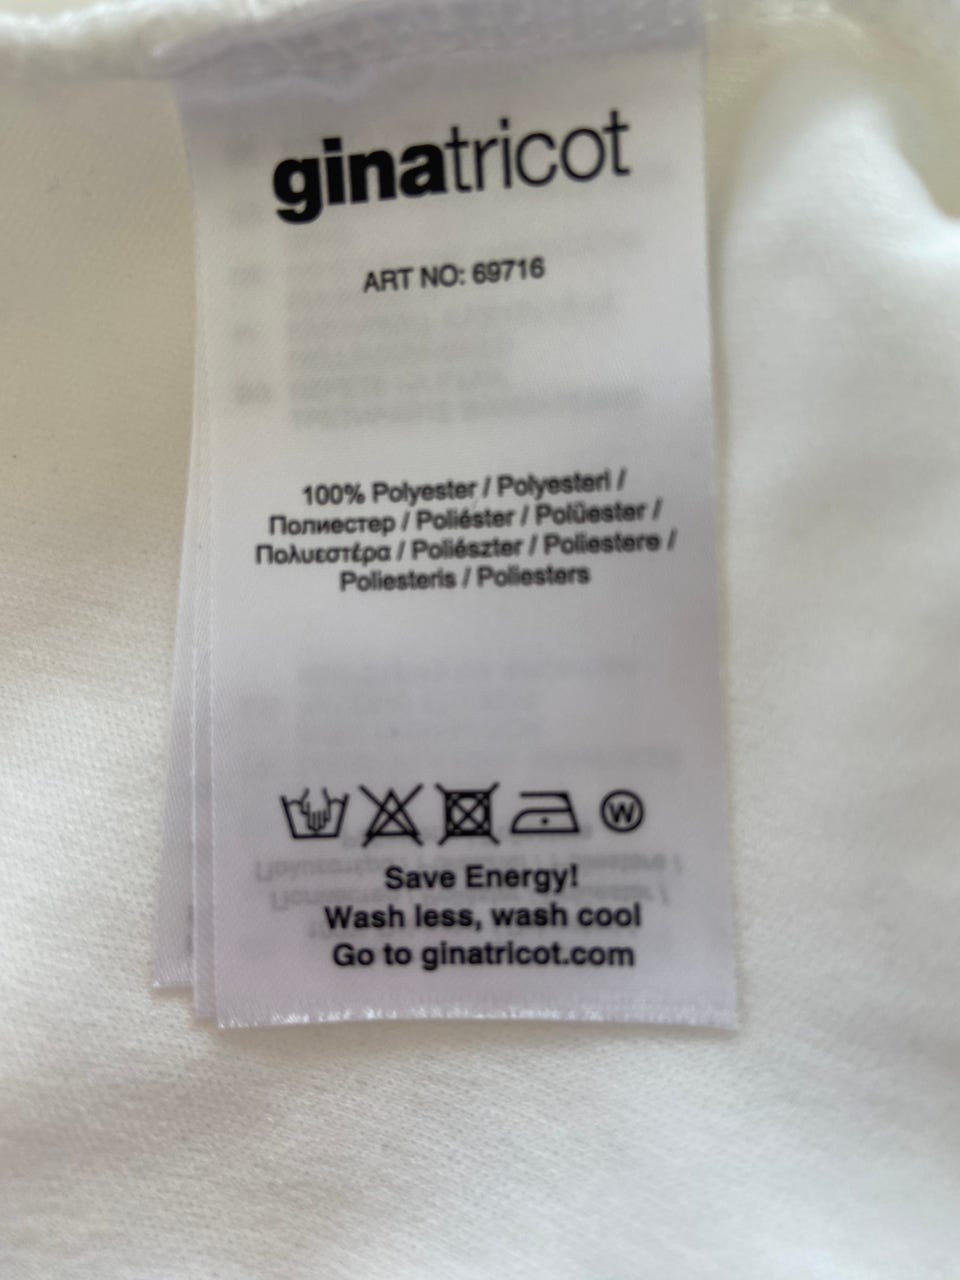 ginatricot
ART NO: 69716
100% Polyester / Polyesteri /
Полиестер / Poliéster / Polüester /
Πολυεστέρα / Poliészter / Poliestere /
Poliesteris / Poliesters
W
Save Energy!
Wash less, wash cool
Go to ginatricot.com